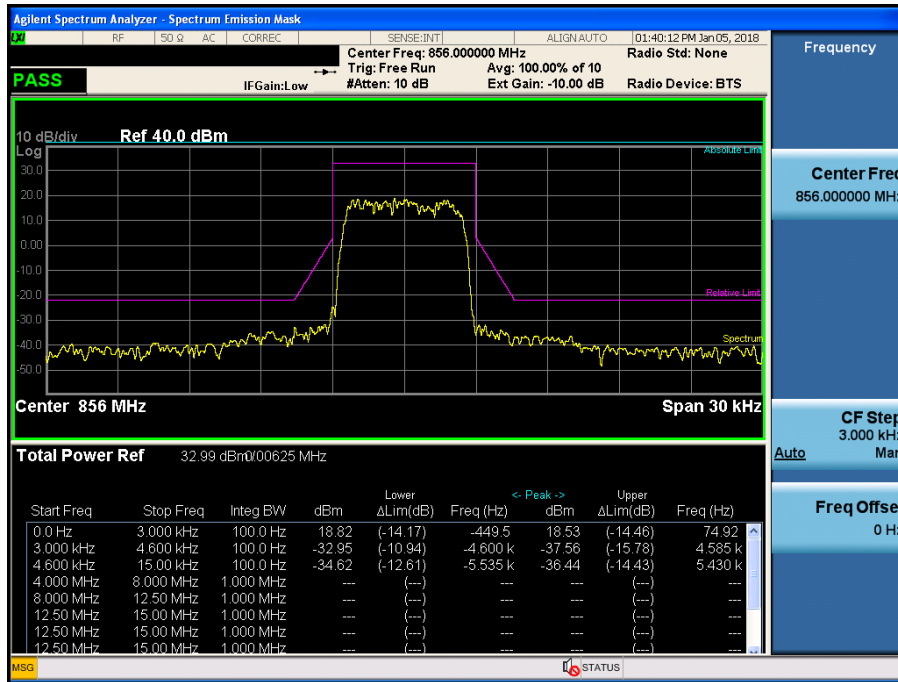 Agilent Spectrum Analyzer - Spectrum Emission Mask
LXI RF 50 Ω AC CORREC SENSE:INT ALIGN AUTO 01:40:12 PM Jan 05, 2018
Center Freq: 856.000000 MHz Radio Std: None
Trig: Free Run Avg: 100.00% of 10
PASS IFGain:Low #Atten: 10 dB Ext Gain: -10.00 dB Radio Device: BTS
Frequency
10 dB/div Ref 40.0 dBm
Log
Absolute Limit
30.0
20.0
10.0
0.00
-10.0
-20.0
Relative Limit
-30.0
-40.0
Spectrum
-50.0
Center 856 MHz Span 30 kHz
Center Freq
856.000000 MHz
CF Step
3.000 kHz
Auto Man
Freq Offset
0 Hz
Total Power Ref 32.99 dBm/0.00625 MHz
Lower <- Peak -> Upper
Start Freq Stop Freq Integ BW dBm ΔLim(dB) Freq (Hz) dBm ΔLim(dB) Freq (Hz)
0.0 Hz 3.000 kHz 100.0 Hz 18.82 (-14.17) -449.5 18.53 (-14.46) 74.92
3.000 kHz 4.600 kHz 100.0 Hz -32.95 (-10.94) -4.600 k -37.56 (-15.78) 4.585 k
4.600 kHz 15.00 kHz 100.0 Hz -34.62 (-12.61) -5.535 k -36.44 (-14.43) 5.430 k
4.000 MHz 8.000 MHz 1.000 MHz --- (---) --- --- (---) ---
8.000 MHz 12.50 MHz 1.000 MHz --- (---) --- --- (---) ---
12.50 MHz 15.00 MHz 1.000 MHz --- (---) --- --- (---) ---
12.50 MHz 15.00 MHz 1.000 MHz --- (---) --- --- (---) ---
12.50 MHz 15.00 MHz 1.000 MHz --- (---) --- --- (---) ---
MSG STATUS